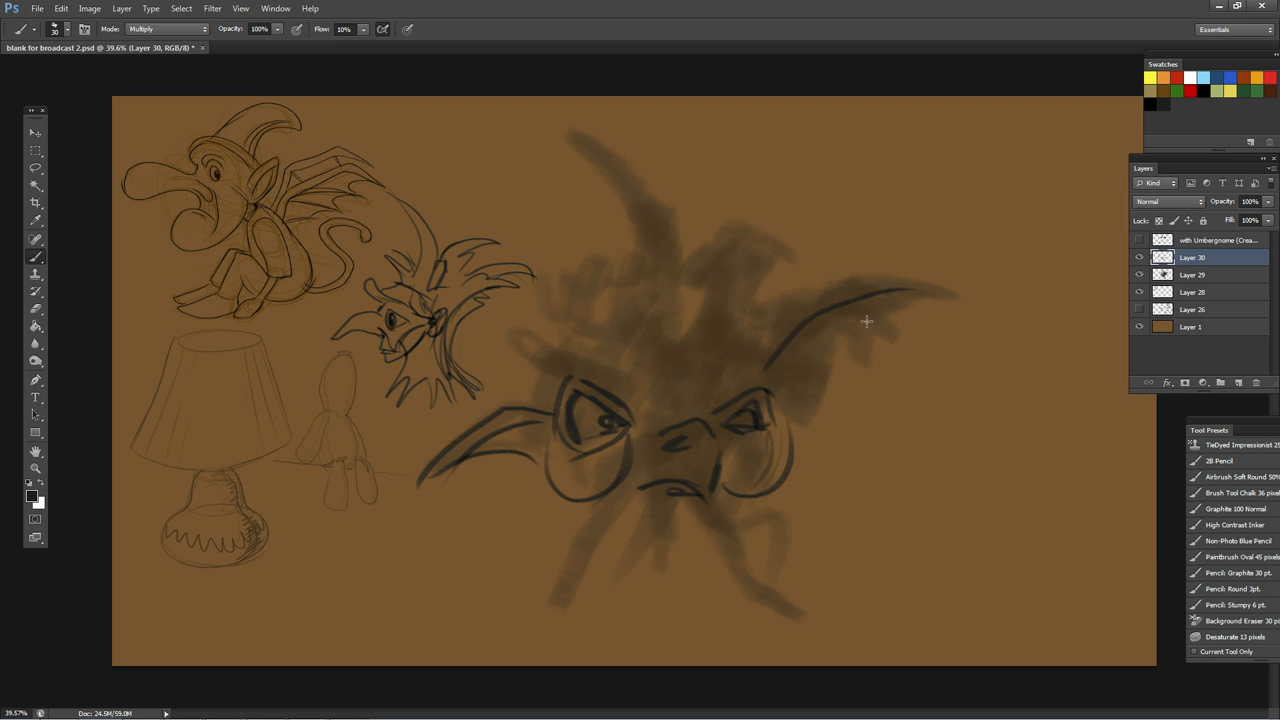 Ps File Edit Image Layer Type Select Filter View Window Help
30 Mode: Multiply Opacity: 100% Flow: 10% Essentials
blank for broadcast 2.psd @ 39.6% (Layer 30, RGB/8) *
Swatches
Layers
Kind
Normal Opacity: 100%
Lock: Fill: 100%
with Umbergnome (Crea...
Layer 30
Layer 29
Layer 28
Layer 26
Layer 1
fx
Tool Presets
TieDyed Impressionist 25
2B Pencil
Airbrush Soft Round 50%
Brush Tool Chalk 36 pixel
Graphite 100 Normal
High Contrast Inker
Non-Photo Blue Pencil
Paintbrush Oval 45 pixels
Pencil: Graphite 30 pt.
Pencil: Round 3pt.
Pencil: Stumpy 6 pt.
Background Eraser 30 pi
Desaturate 13 pixels
Current Tool Only
39.57% Doc: 24.5M/59.0M